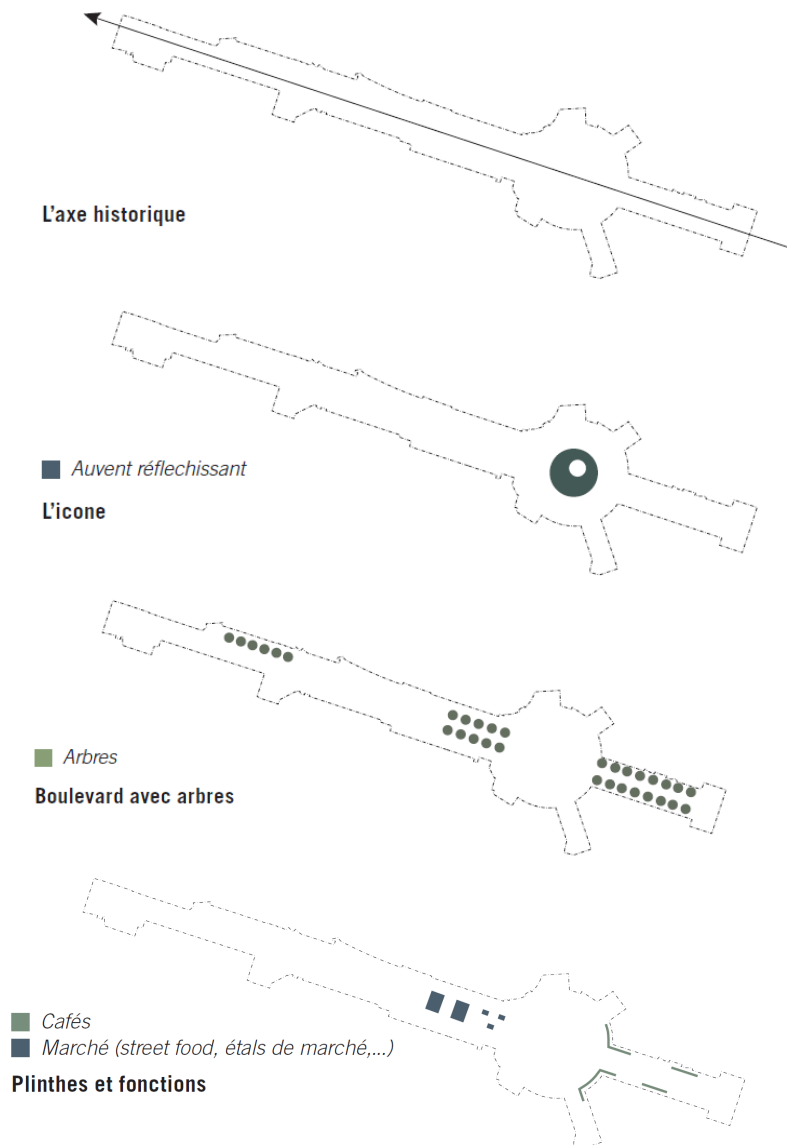 L'axe historique
Auvent réflechissant
L'icone
Arbres
Boulevard avec arbres
Cafés
Marché (street food, étals de marché,...)
Plinthes et fonctions